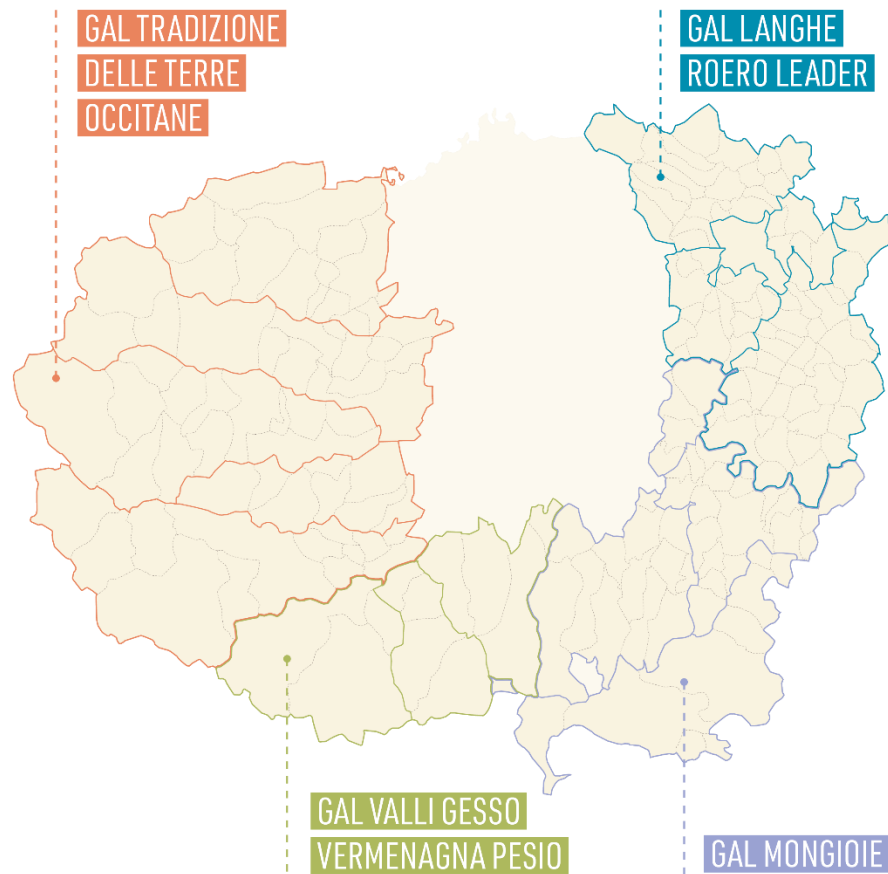 GAL TRADIZIONE
DELLE TERRE
OCCITANE
GAL LANGHE
ROERO LEADER
GAL VALLI GESSO
VERMENAGNA PESIO
GAL MONGIOIE